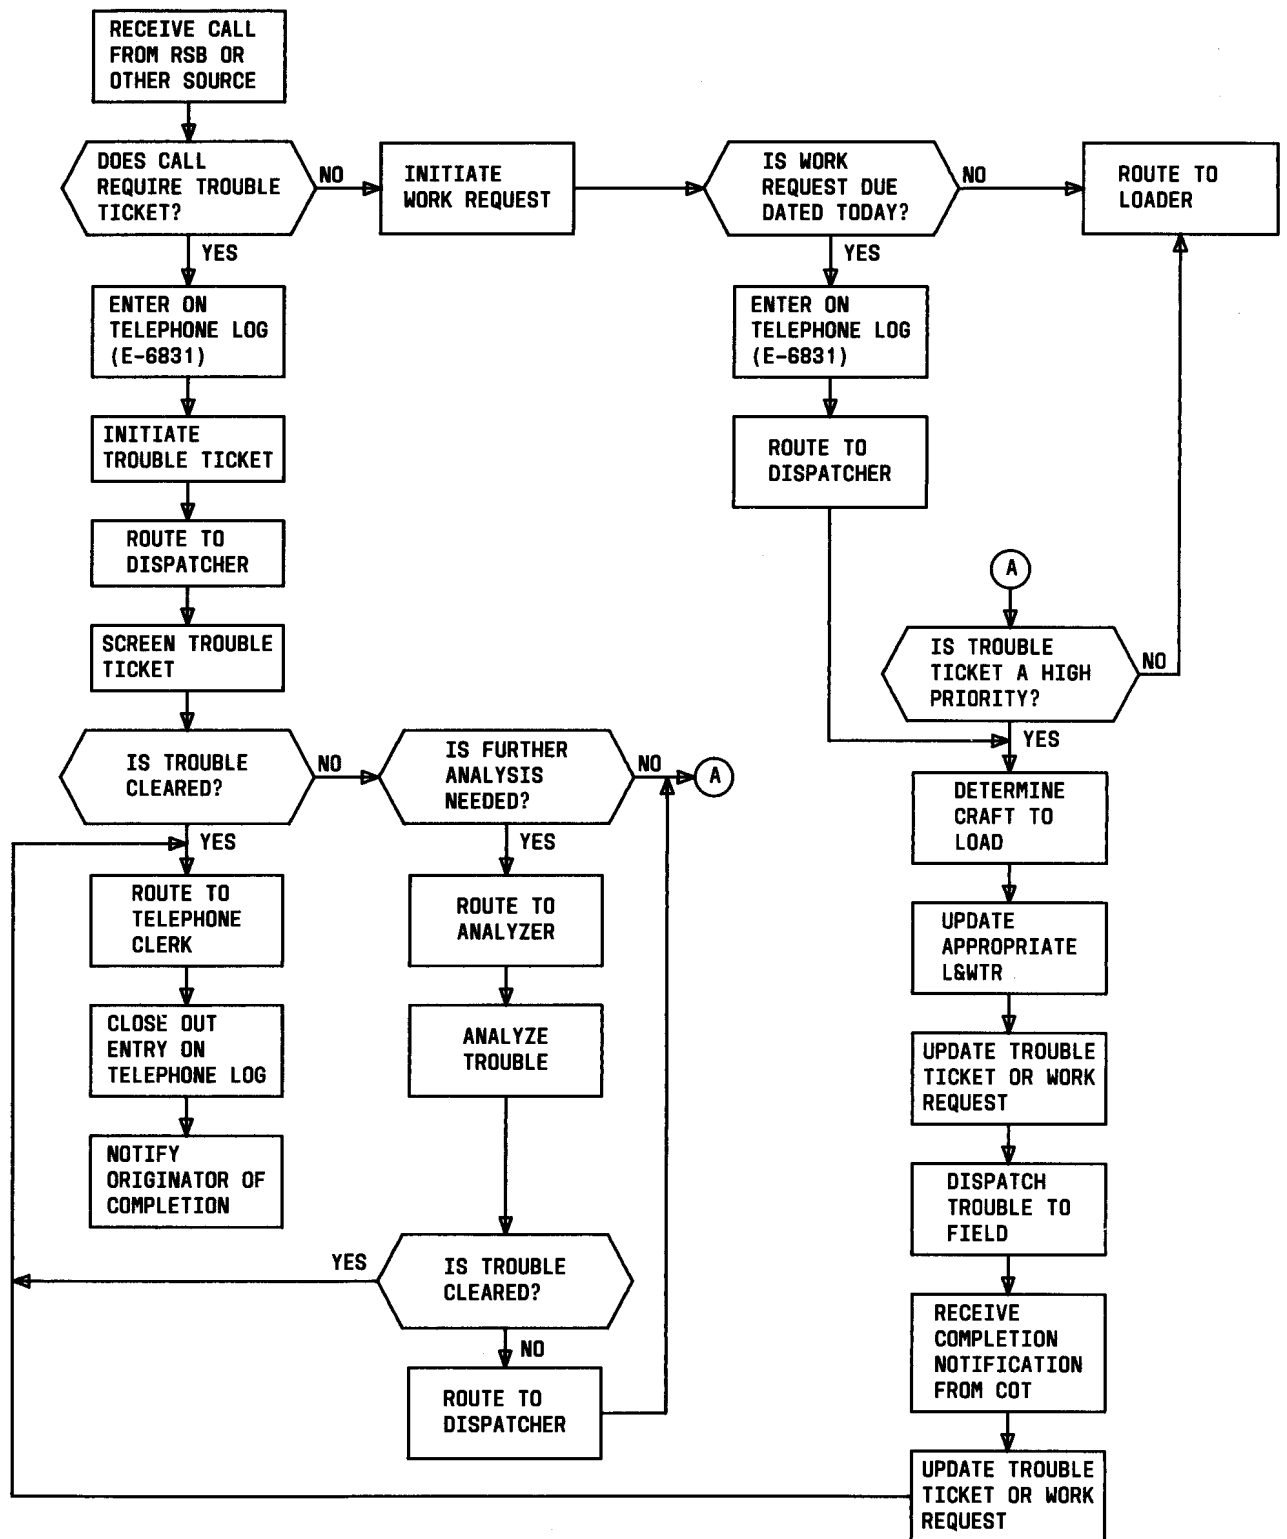 RECEIVE CALL
FROM RSB OR
OTHER SOURCE
DOES CALL
REQUIRE TROUBLE
TICKET?
NO
INITIATE
WORK REQUEST
IS WORK
REQUEST DUE
DATED TODAY?
NO
ROUTE TO
LOADER
YES
ENTER ON
TELEPHONE LOG
(E-6831)
YES
ENTER ON
TELEPHONE LOG
(E-6831)
INITIATE
TROUBLE TICKET
ROUTE TO
DISPATCHER
ROUTE TO
DISPATCHER
SCREEN TROUBLE
TICKET
A
IS TROUBLE
TICKET A HIGH
PRIORITY?
NO
YES
IS TROUBLE
CLEARED?
NO
IS FURTHER
ANALYSIS
NEEDED?
NO
A
YES
ROUTE TO
TELEPHONE
CLERK
CLOSE OUT
ENTRY ON
TELEPHONE LOG
NOTIFY
ORIGINATOR OF
COMPLETION
YES
ROUTE TO
ANALYZER
ANALYZE
TROUBLE
YES
IS TROUBLE
CLEARED?
NO
ROUTE TO
DISPATCHER
DETERMINE
CRAFT TO
LOAD
UPDATE
APPROPRIATE
L&WTR
UPDATE TROUBLE
TICKET OR WORK
REQUEST
DISPATCH
TROUBLE TO
FIELD
RECEIVE
COMPLETION
NOTIFICATION
FROM COT
UPDATE TROUBLE
TICKET OR WORK
REQUEST